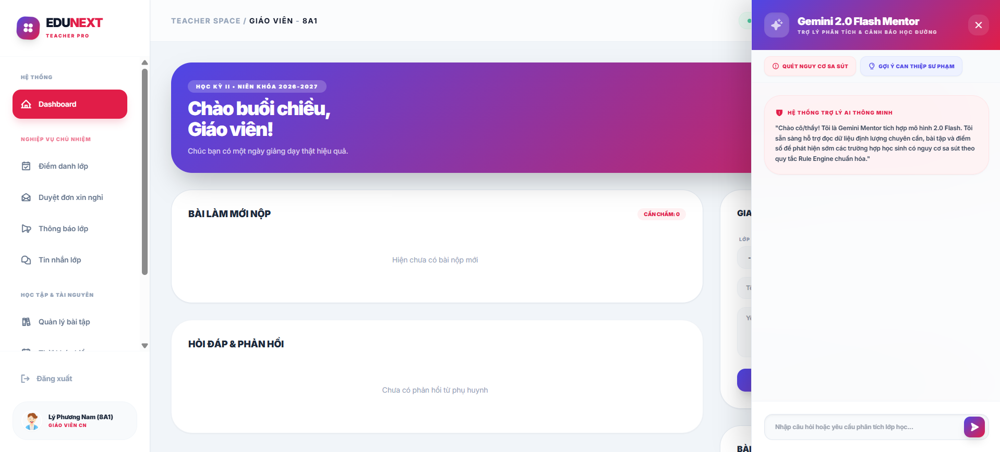 EDUNEXT
TEACHER PRO
HỆ THỐNG
Dashboard
NGHIỆP VỤ CHỦ NHIỆM
Điểm danh lớp
Duyệt đơn xin nghỉ
Thông báo lớp
Tin nhắn lớp
HỌC TẬP & TÀI NGUYÊN
Quản lý bài tập
Đăng xuất
Lý Phương Nam (8A1)
GIÁO VIÊN CN
TEACHER SPACE / GIÁO VIÊN - 8A1
HỌC KỲ II • NIÊN KHÓA 2026-2027
Chào buổi chiều,
Giáo viên!
Chúc bạn có một ngày giảng dạy thật hiệu quả.
BÀI LÀM MỚI NỘP
CẦN CHẤM: 0
Hiện chưa có bài nộp mới
HỎI ĐÁP & PHẢN HỒI
Chưa có phản hồi từ phụ huynh
GIA
LỚP
Gemini 2.0 Flash Mentor
TRỢ LÝ PHÂN TÍCH & CẢNH BÁO HỌC ĐƯỜNG
QUÉT NGUY CƠ SA SÚT
GỢI Ý CAN THIỆP SƯ PHẠM
HỆ THỐNG TRỢ LÝ AI THÔNG MINH
"Chào cô/thầy! Tôi là Gemini Mentor tích hợp mô hình 2.0 Flash. Tôi
sẵn sàng hỗ trợ đọc dữ liệu định lượng chuyên cần, bài tập và điểm
số để phát hiện sớm các trường hợp học sinh có nguy cơ sa sút theo
quy tắc Rule Engine chuẩn hóa."
Nhập câu hỏi hoặc yêu cầu phân tích lớp học...